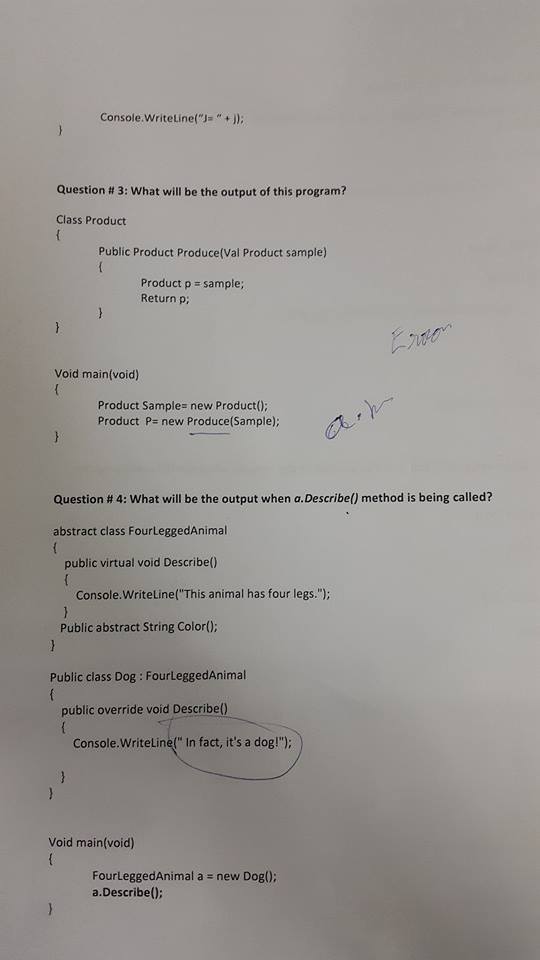 Console.WriteLine("J= " + j);
}
Question # 3: What will be the output of this program?
Class Product
{
Public Product Produce(Val Product sample)
{
Product p = sample;
Return p;
}
}
Error
Void main(void)
{
Product Sample= new Product();
Product P= new Produce(Sample);
}
Question # 4: What will be the output when a.Describe() method is being called?
abstract class FourLeggedAnimal
{
public virtual void Describe()
{
Console.WriteLine("This animal has four legs.");
}
Public abstract String Color();
}
Public class Dog : FourLeggedAnimal
{
public override void Describe()
{
Console.WriteLine(" In fact, it's a dog!");
}
}
Void main(void)
{
FourLeggedAnimal a = new Dog();
a.Describe();
}